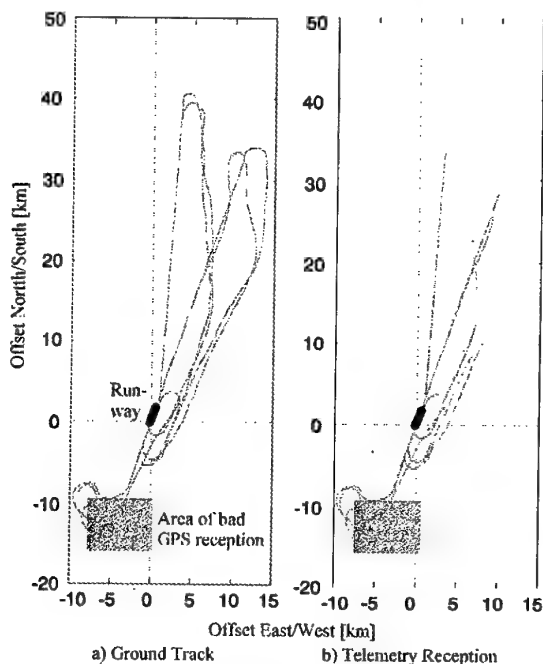 50
40
30
20
10
0
-10
-20
Offset North/South [km]
Run-
way
Area of bad
GPS reception
-10 -5 0 5 10 15
50
40
30
20
10
0
-10
-20
-10 -5 0 5 10 15
Offset East/West [km]
a) Ground Track
b) Telemetry Reception